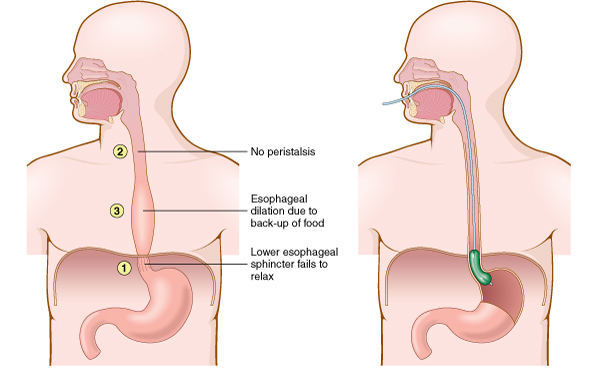 2
No peristalsis
3
Esophageal
dilation due to
back-up of food
1
Lower esophageal
sphincter fails to
relax